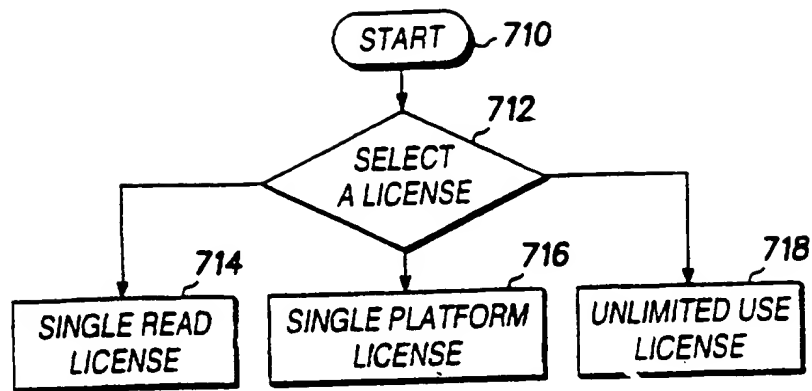 START
710
712
SELECT
A LICENSE
714
716
718
SINGLE READ
LICENSE
SINGLE PLATFORM
LICENSE
UNLIMITED USE
LICENSE